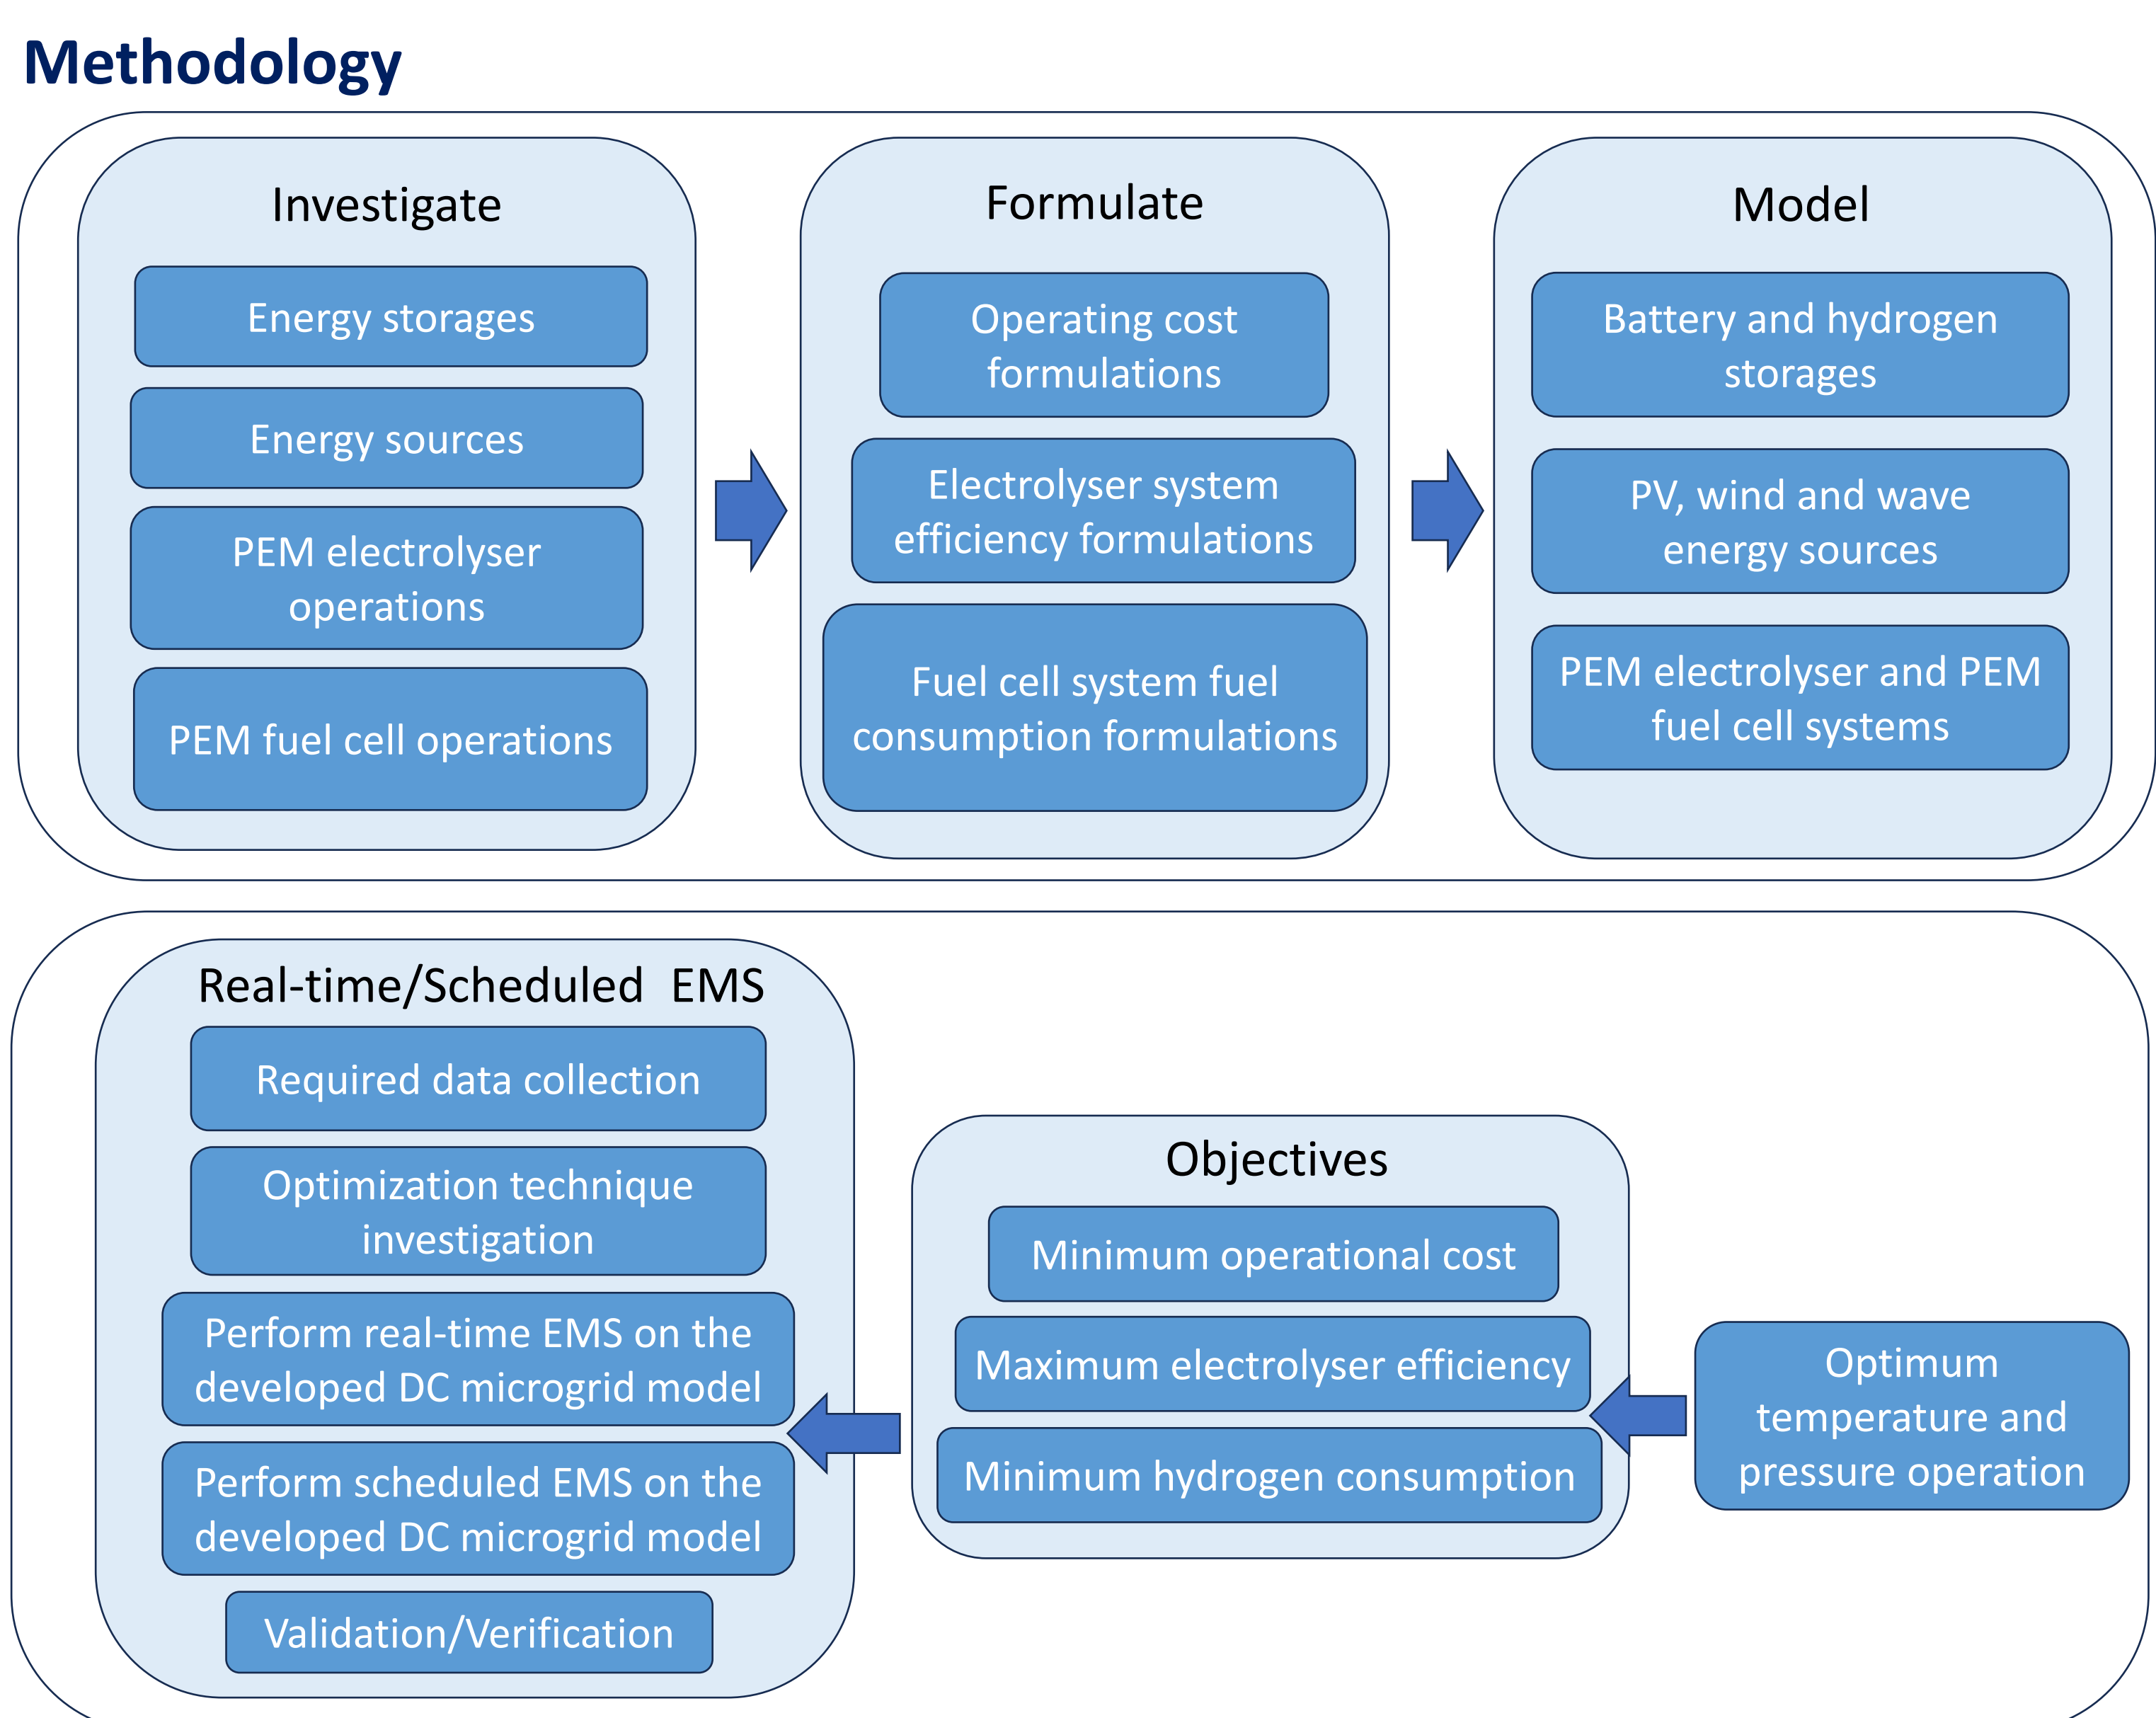 Methodology
Investigate
Energy storages
Energy sources
PEM electrolyser
operations
PEM fuel cell operations
Formulate
Operating cost
formulations
Electrolyser system
efficiency formulations
Fuel cell system fuel
consumption formulations
Model
Battery and hydrogen
storages
PV, wind and wave
energy sources
PEM electrolyser and PEM
fuel cell systems
Real-time/Scheduled EMS
Required data collection
Optimization technique
investigation
Perform real-time EMS on the
developed DC microgrid model
Perform scheduled EMS on the
developed DC microgrid model
Validation/Verification
Objectives
Minimum operational cost
Maximum electrolyser efficiency
Minimum hydrogen consumption
Optimum
temperature and
pressure operation